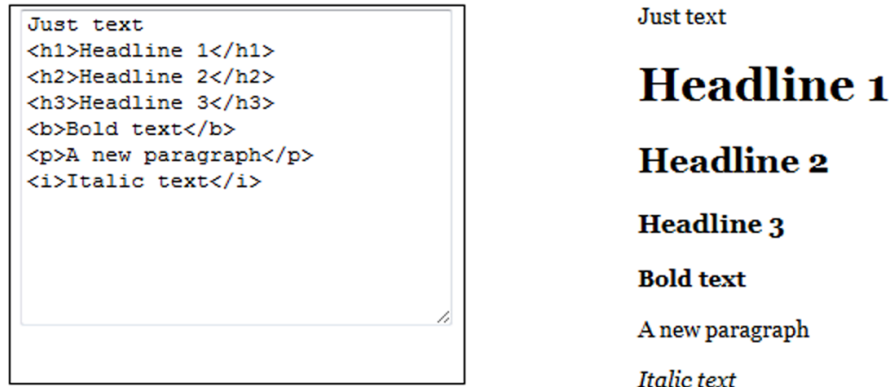 Just text
<h1>Headline 1</h1>
<h2>Headline 2</h2>
<h3>Headline 3</h3>
<b>Bold text</b>
<p>A new paragraph</p>
<i>Italic text</i>
Just text
Headline 1
Headline 2
Headline 3
Bold text
A new paragraph
Italic text